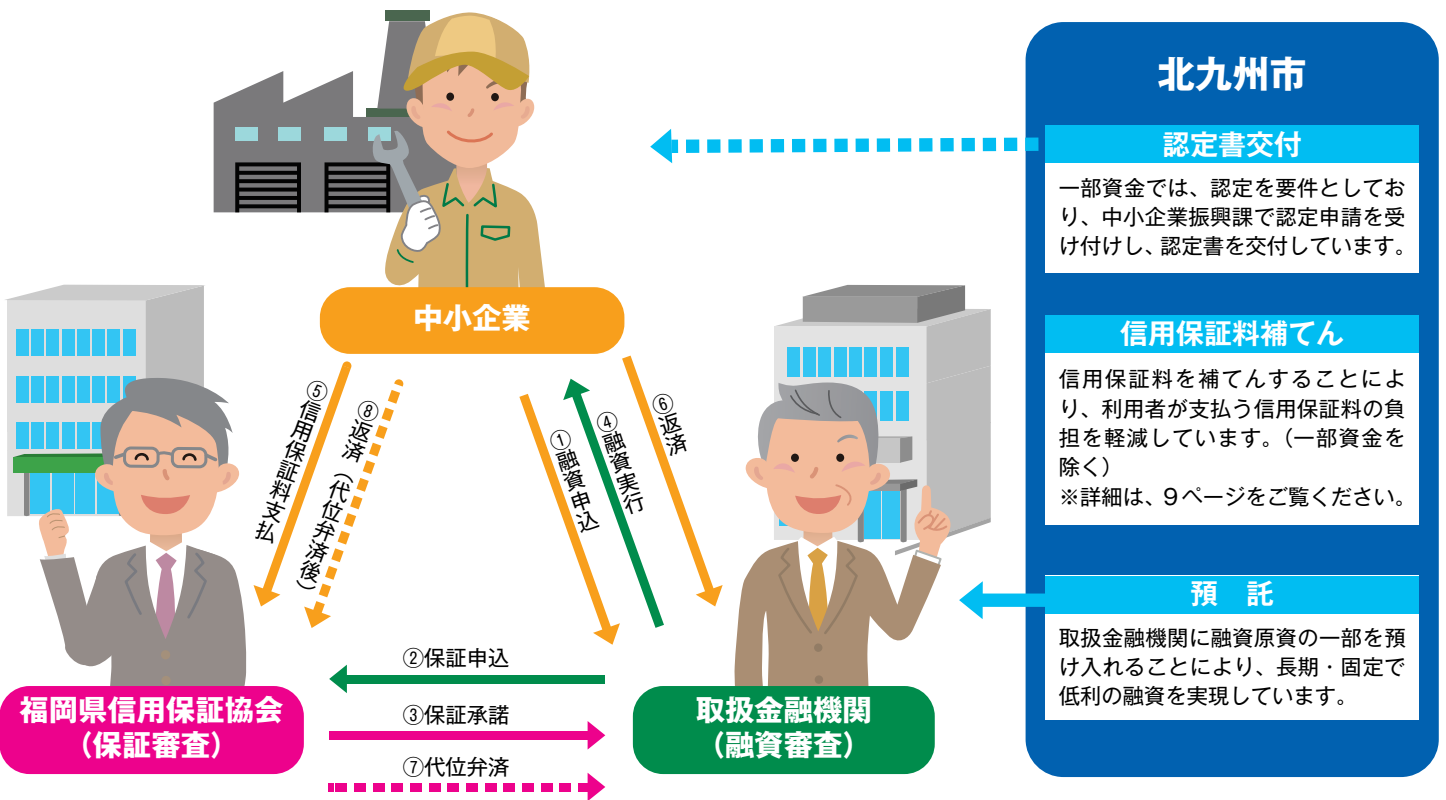 北九州市
認定書交付
一部資金では、認定を要件としてお
り、中小企業振興課で認定申請を受
け付けし、認定書を交付しています。
信用保証料補てん
信用保証料を補てんすることによ
り、利用者が支払う信用保証料の負
担を軽減しています。（一部資金を
除く）
※詳細は、９ページをご覧ください。
預　託
取扱金融機関に融資原資の一部を預
け入れることにより、長期・固定で
低利の融資を実現しています。
中小企業
⑤信用保証料支払
⑧返済（代位弁済後）
①融資申込
④融資実行
⑥返済
②保証申込
③保証承諾
⑦代位弁済
福岡県信用保証協会
（保証審査）
取扱金融機関
（融資審査）